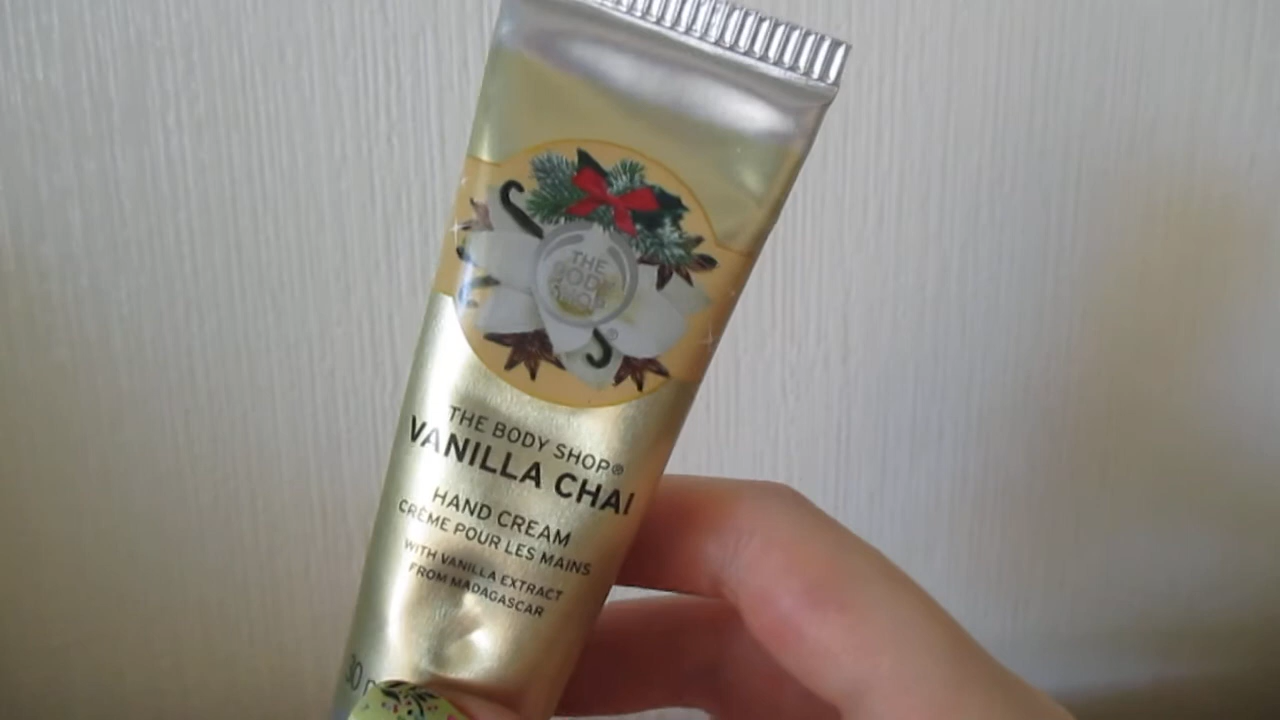 THE
BODY
SHOP
®
THE BODY SHOP®
VANILLA CHAI
HAND CREAM
CRÈME POUR LES MAINS
WITH VANILLA EXTRACT
FROM MADAGASCAR
30